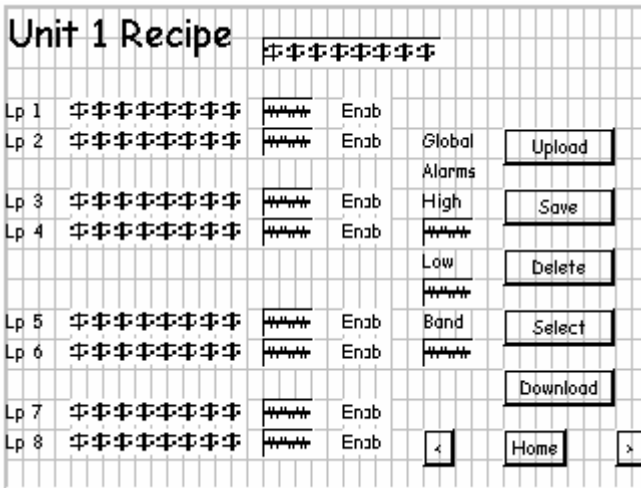 Unit 1 Recipe $$$$$$$$
Lp 1 $$$$$$$$ ##.## Enab
Lp 2 $$$$$$$$ ##.## Enab Global Upload
Alarms
Lp 3 $$$$$$$$ ##.## Enab High Save
Lp 4 $$$$$$$$ ##.## Enab ##.##
Low Delete
##.##
Lp 5 $$$$$$$$ ##.## Enab Band Select
Lp 6 $$$$$$$$ ##.## Enab ##.##
Download
Lp 7 $$$$$$$$ ##.## Enab
Lp 8 $$$$$$$$ ##.## Enab < Home >